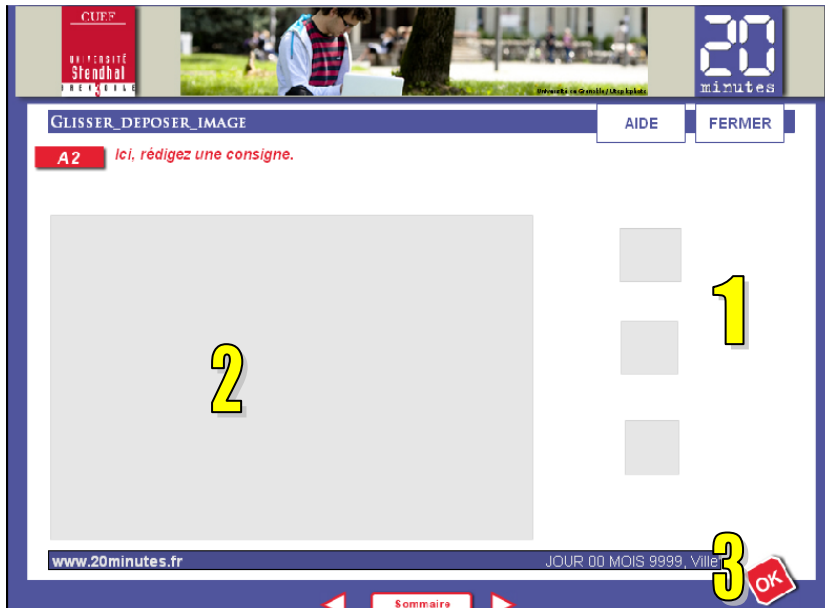 CUEF
UNIVERSITÉ
Stendhal
20
minutes
GLISSER_DEPOSER_IMAGE
AIDE
FERMER
A2
Ici, rédigez une consigne.
1
2
www.20minutes.fr
JOUR 00 MOIS 9999, Ville
3
OK
Sommaire